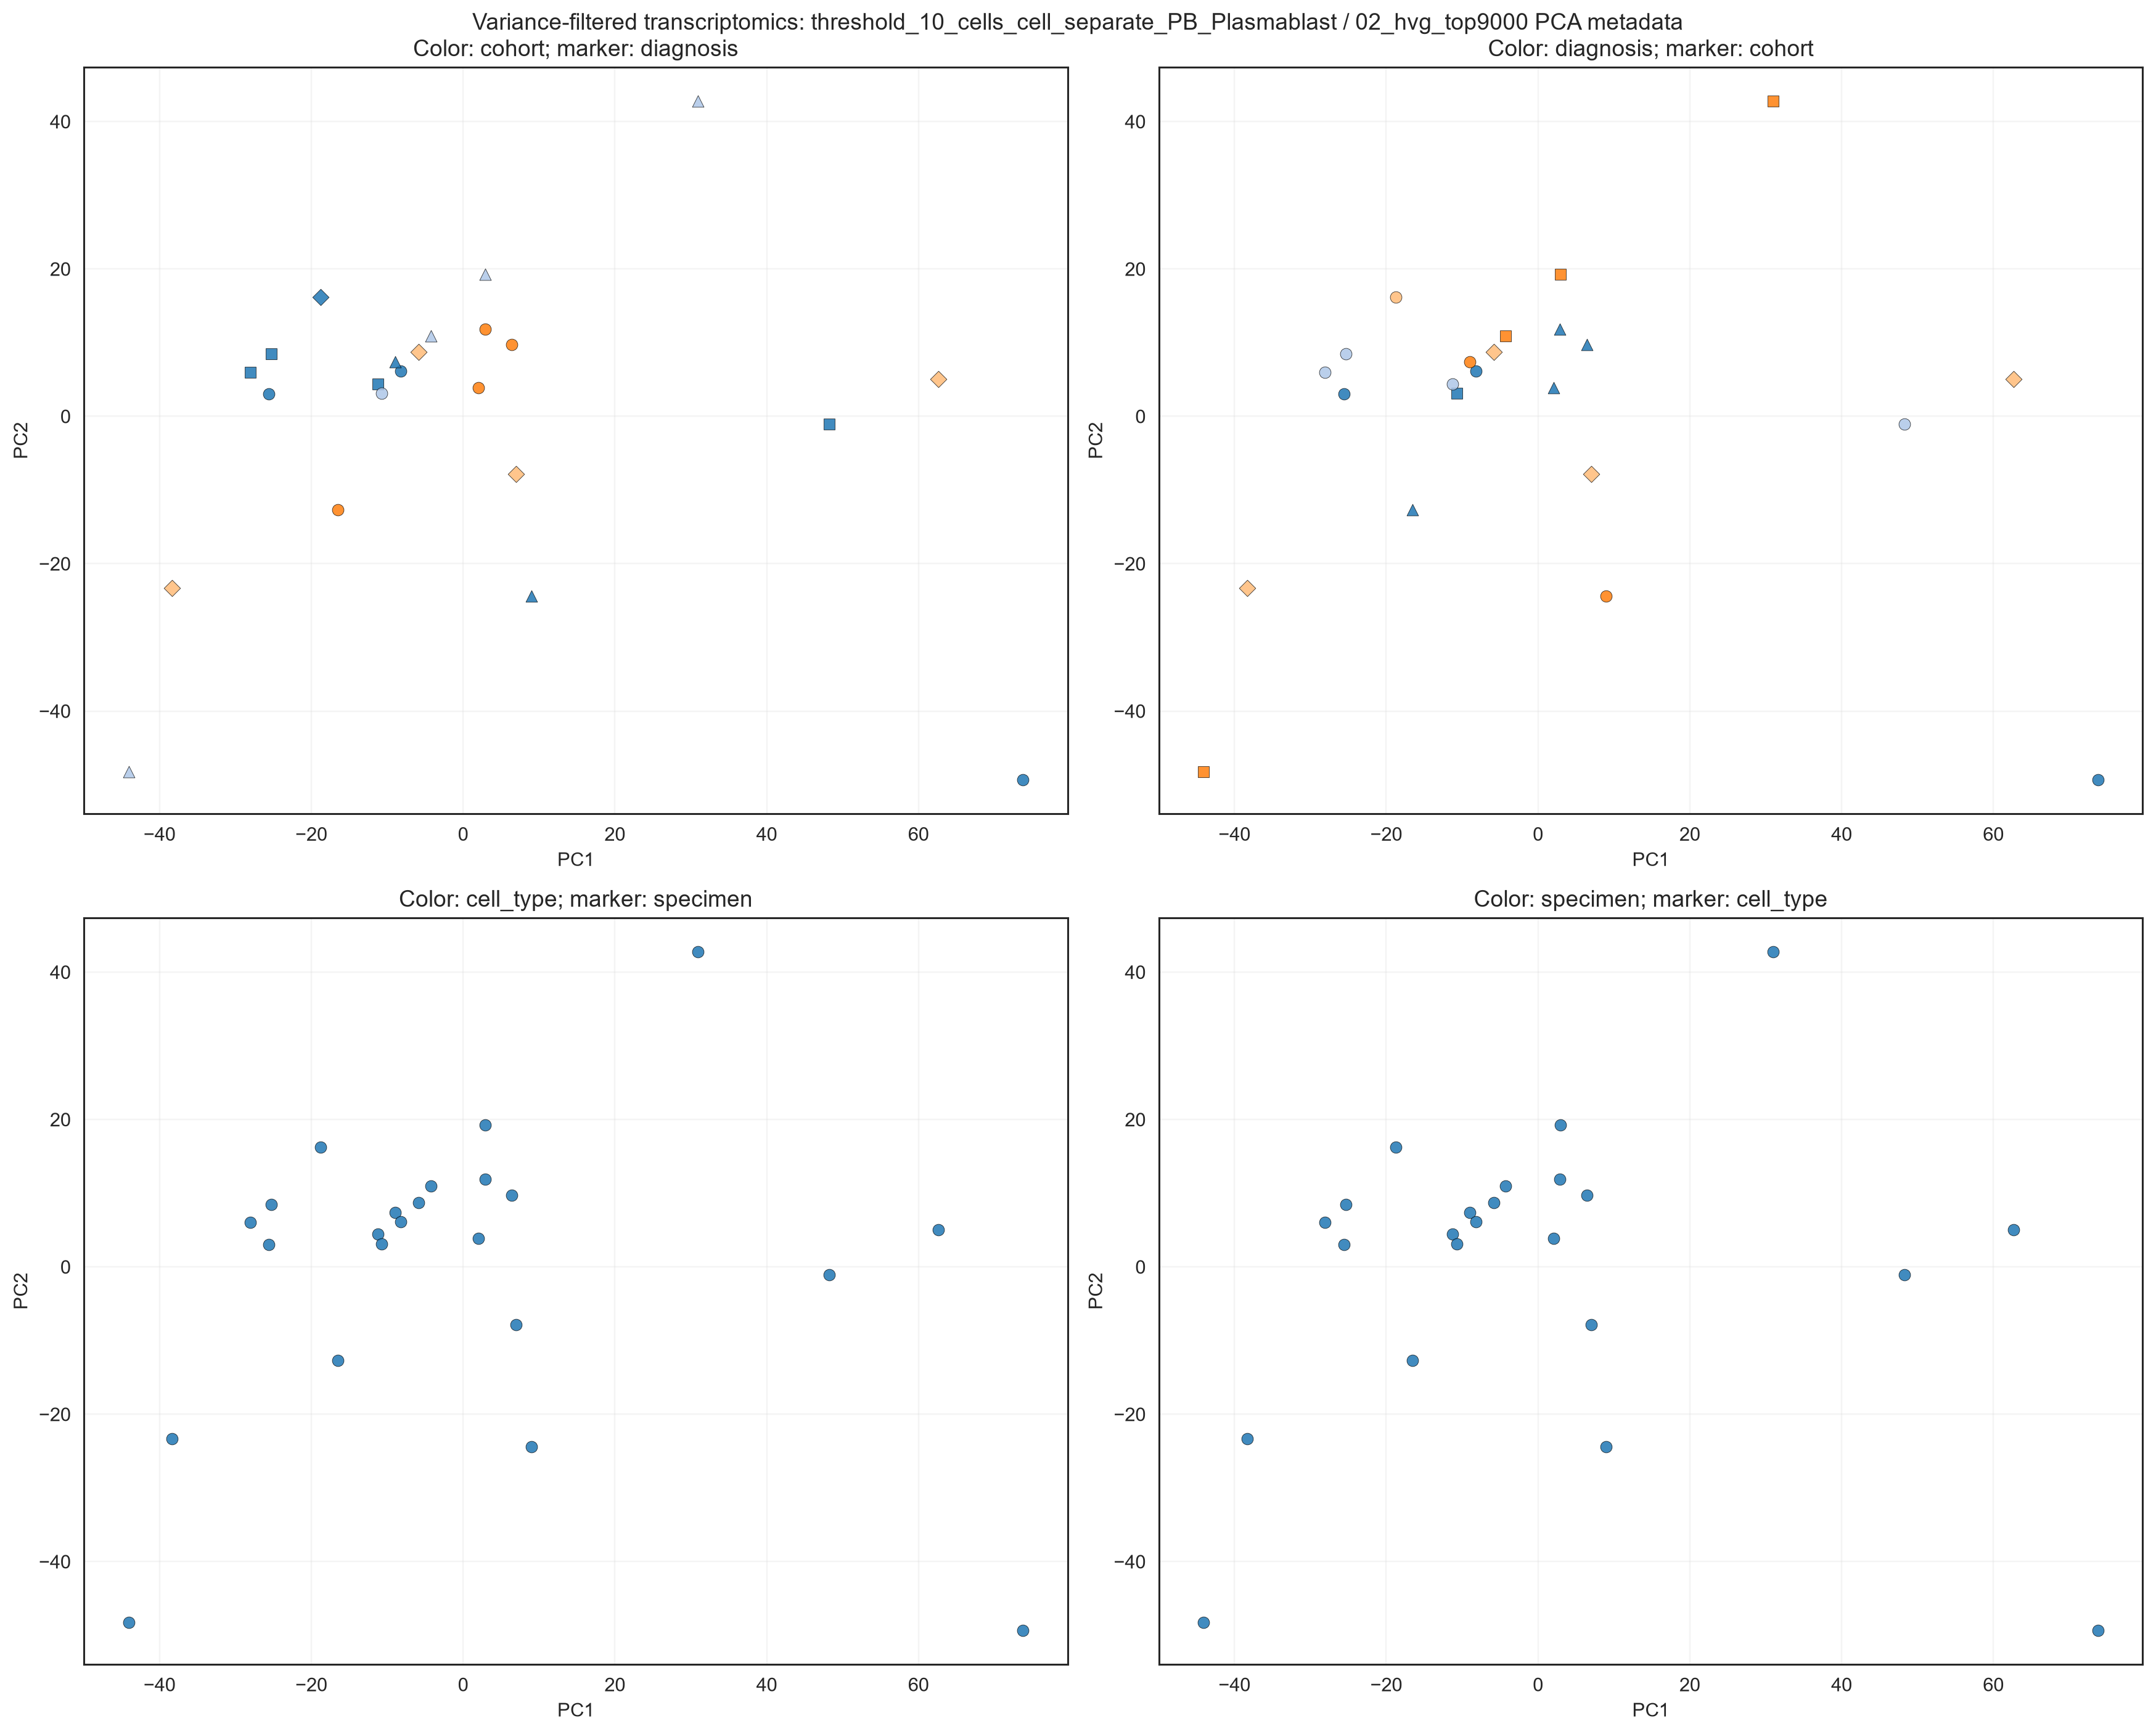 Variance-filtered transcriptomics: threshold_10_cells_cell_separate_PB_Plasmablast / 02_hvg_top9000 PCA metadata
Color: cohort; marker: diagnosis
40
20
0
−20
−40
PC2
−40 −20 0 20 40 60
PC1
Color: diagnosis; marker: cohort
40
20
0
−20
−40
PC2
−40 −20 0 20 40 60
PC1
Color: cell_type; marker: specimen
40
20
0
−20
−40
PC2
−40 −20 0 20 40 60
PC1
Color: specimen; marker: cell_type
40
20
0
−20
−40
PC2
−40 −20 0 20 40 60
PC1